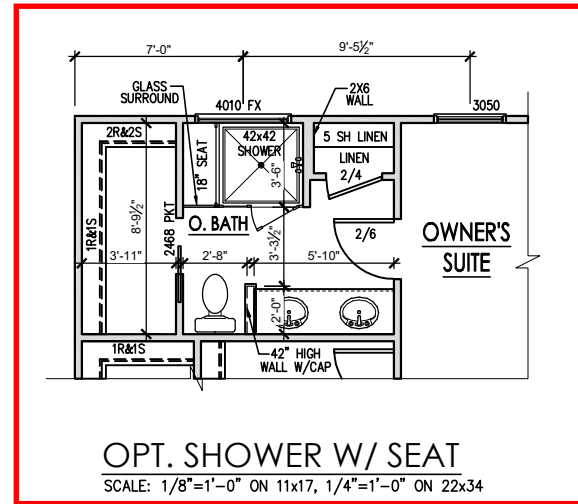 7'-0"
9'-5½"
GLASS
SURROUND
4010 FX
2X6
WALL
3050
2R&2S
42x42
SHOWER
5 SH LINEN
LINEN
2/4
18" SEAT
3'-6"
1R&1S
8'-9½"
2468 PKT
O. BATH
3'-3½"
2/6
OWNER'S
SUITE
3'-11"
2'-8"
5'-10"
2'-0"
1R&1S
42" HIGH
WALL W/CAP
OPT. SHOWER W/ SEAT
SCALE: 1/8"=1'-0" ON 11x17, 1/4"=1'-0" ON 22x34